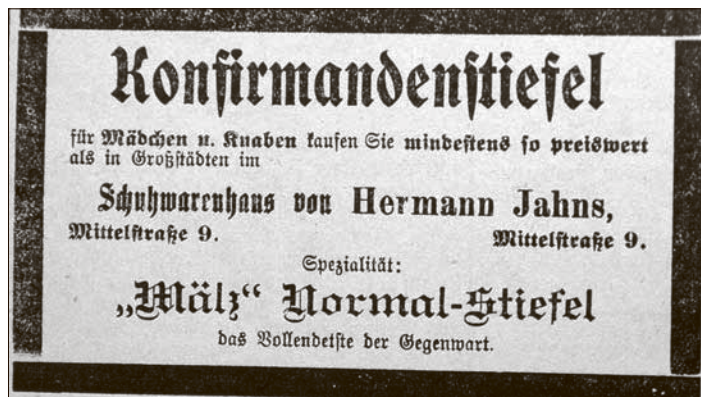 Konfirmandenstiefel
für Mädchen u. Knaben kaufen Sie mindestens so preiswert
als in Großstädten im
Schuhwarenhaus von Hermann Jahns,
Mittelstraße 9. Mittelstraße 9.
Spezialität:
„Mälz“ Normal-Stiefel
das Vollendetste der Gegenwart.